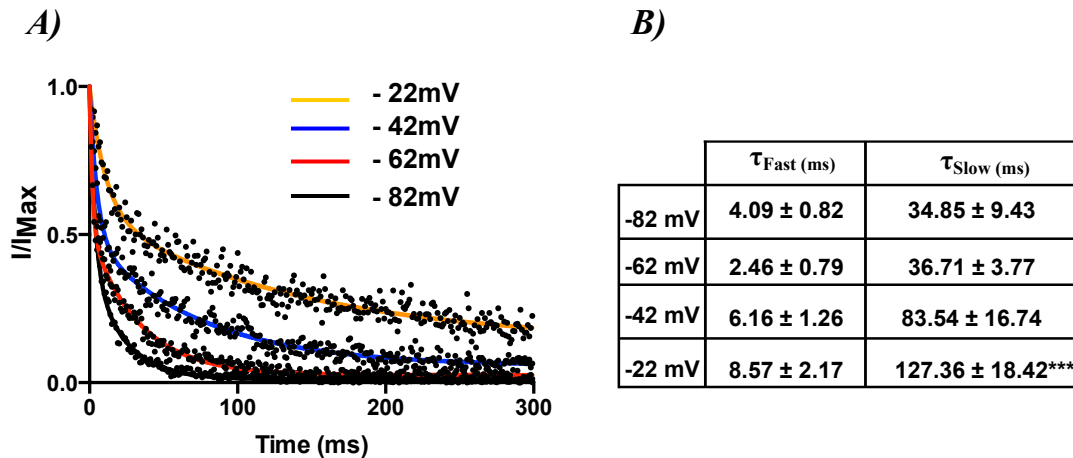 A)
B)
1.0
0.5
0.0
I/IMax
- 22mV
- 42mV
- 62mV
- 82mV
0 100 200 300
Time (ms)
τFast (ms) τSlow (ms)
-82 mV 4.09 ± 0.82 34.85 ± 9.43
-62 mV 2.46 ± 0.79 36.71 ± 3.77
-42 mV 6.16 ± 1.26 83.54 ± 16.74
-22 mV 8.57 ± 2.17 127.36 ± 18.42***